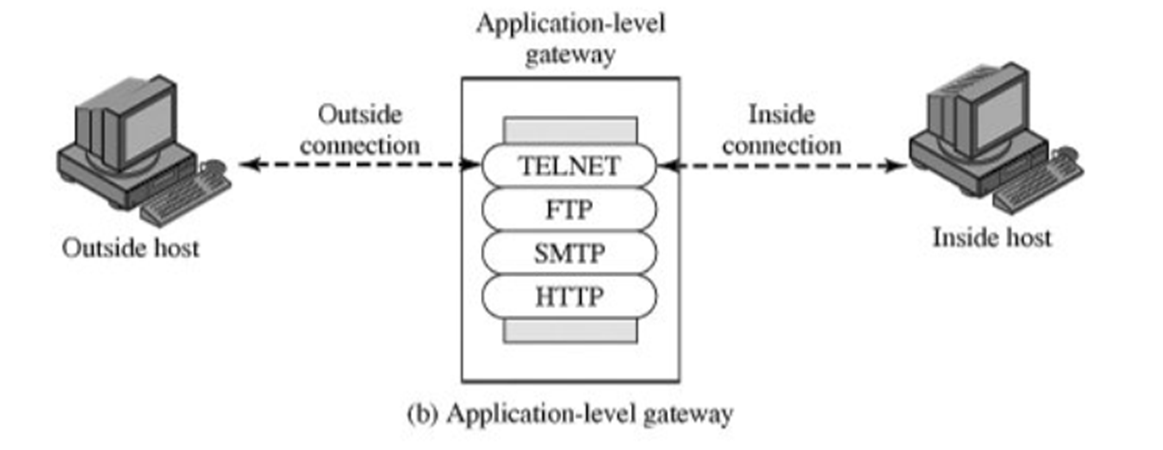 Application-level
gateway
Outside
connection
Inside
connection
TELNET
FTP
SMTP
HTTP
Outside host
Inside host
(b) Application-level gateway